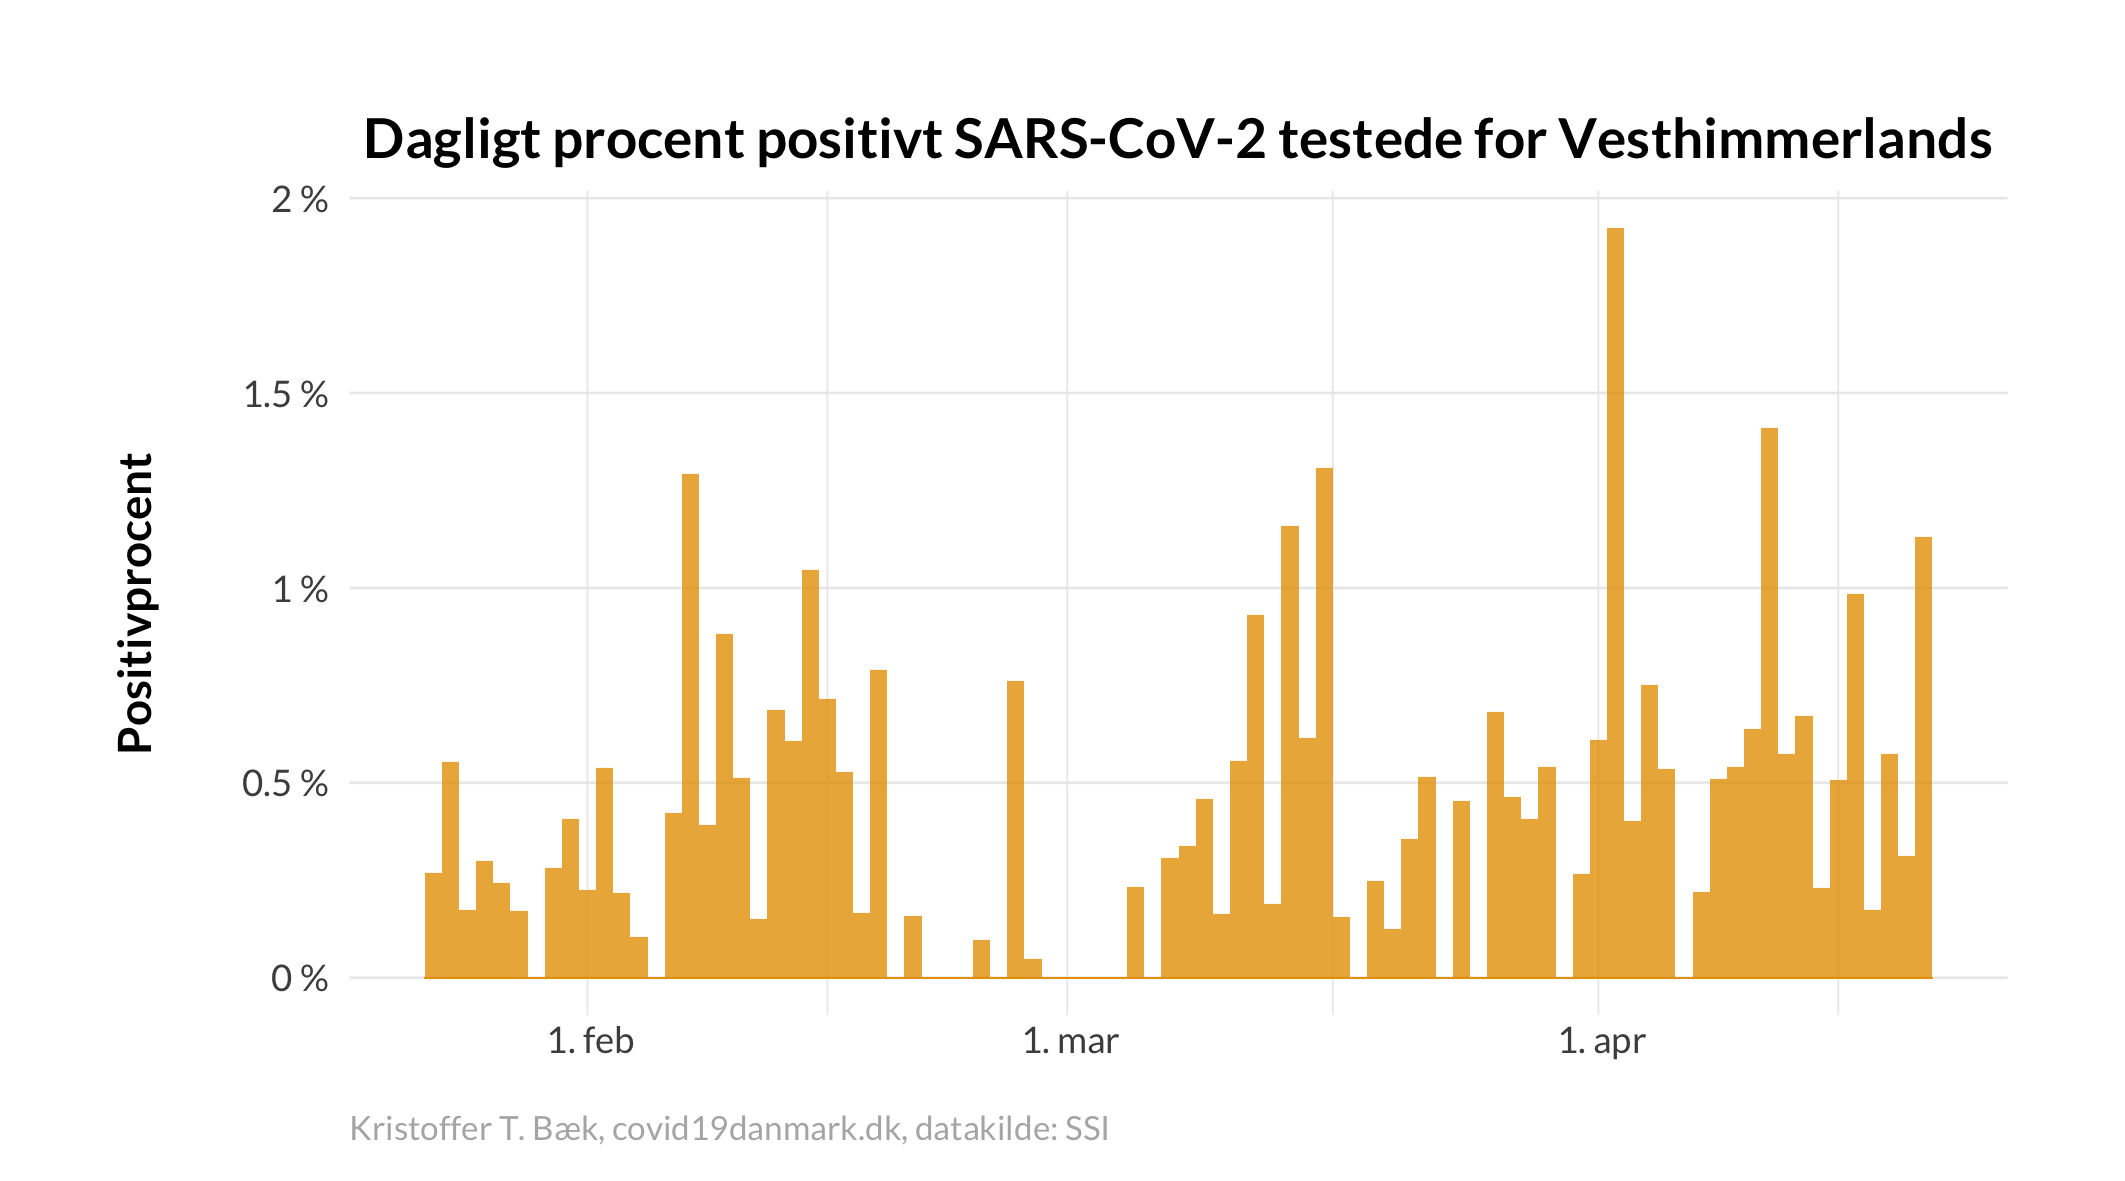 Dagligt procent positivt SARS-CoV-2 testede for Vesthimmerlands
2 %
1.5 %
1 %
0.5 %
0 %
Positivprocent
1. feb
1. mar
1. apr
Kristoffer T. Bæk, covid19danmark.dk, datakilde: SSI